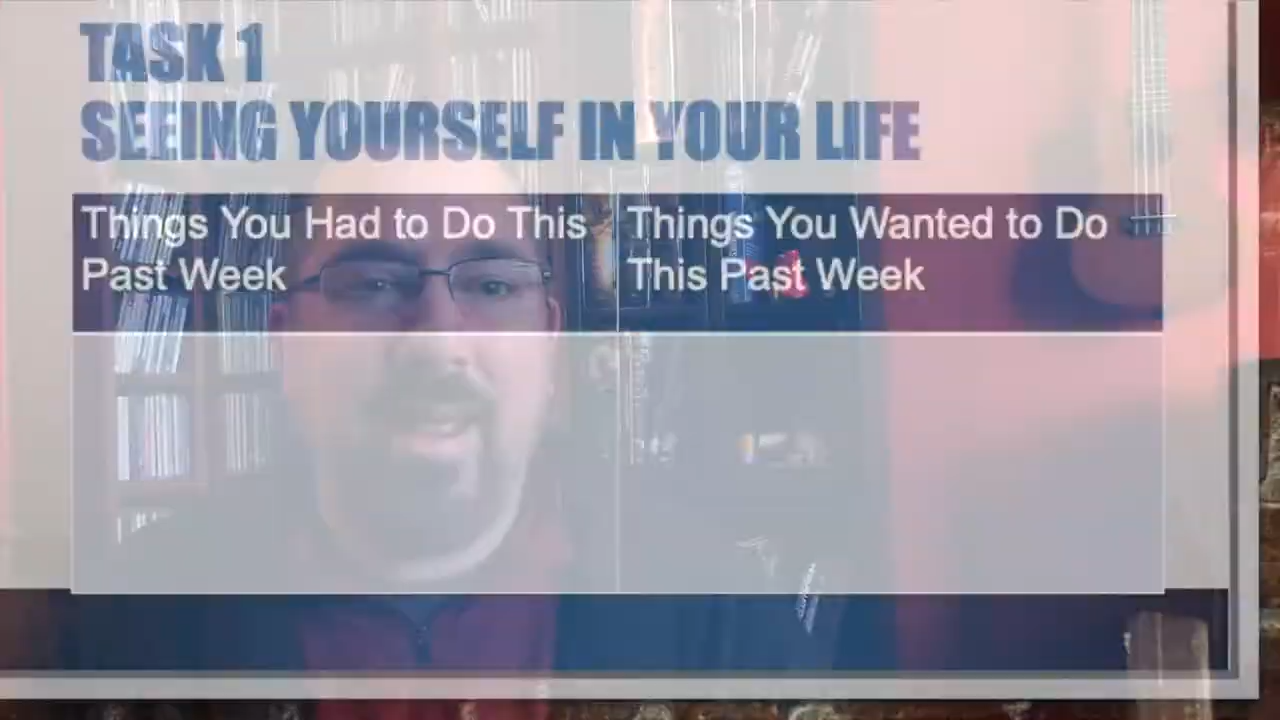 TASK 1
SEEING YOURSELF IN YOUR LIFE
Things You Had to Do This
Past Week
Things You Wanted to Do
This Past Week